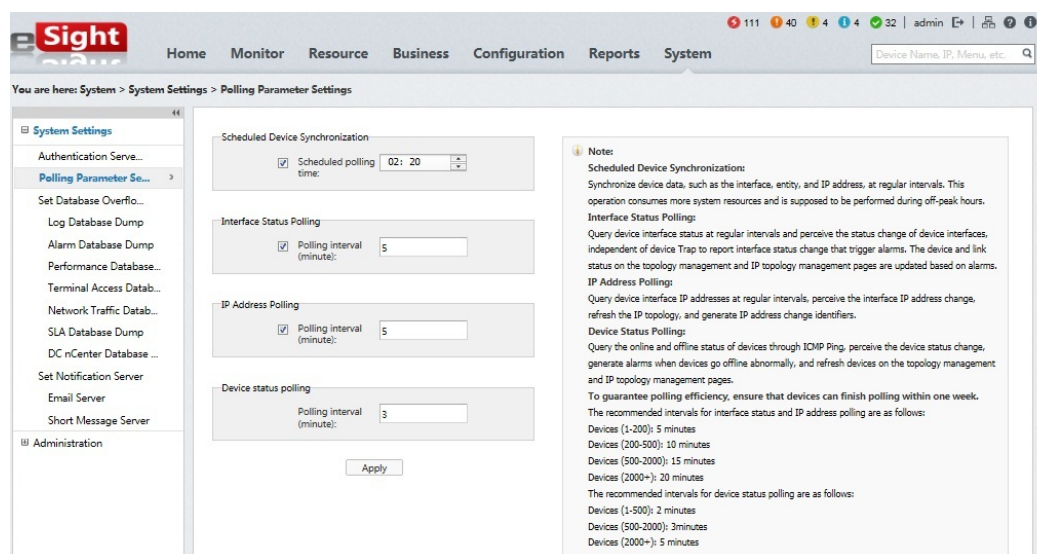 eSight
111 40 4 4 32 | admin
Home Monitor Resource Business Configuration Reports System
Device Name, IP, Menu, etc.
You are here: System > System Settings > Polling Parameter Settings
System Settings
Authentication Serve...
Polling Parameter Se...
Set Database Overflo...
Log Database Dump
Alarm Database Dump
Performance Database...
Terminal Access Datab...
Network Traffic Datab...
SLA Database Dump
DC nCenter Database ...
Set Notification Server
Email Server
Short Message Server
Administration
Scheduled Device Synchronization
Scheduled polling 02: 20
time:
Interface Status Polling
Polling interval 5
(minute):
IP Address Polling
Polling interval 5
(minute):
Device status polling
Polling interval 3
(minute):
Apply
Note:
Scheduled Device Synchronization:
Synchronize device data, such as the interface, entity, and IP address, at regular intervals. This
operation consumes more system resources and is supposed to be performed during off-peak hours.
Interface Status Polling:
Query device interface status at regular intervals and perceive the status change of device interfaces,
independent of device Trap to report interface status change that trigger alarms. The device and link
status on the topology management and IP topology management pages are updated based on alarms.
IP Address Polling:
Query device interface IP addresses at regular intervals, perceive the interface IP address change,
refresh the IP topology, and generate IP address change identifiers.
Device Status Polling:
Query the online and offline status of devices through ICMP Ping, perceive the device status change,
generate alarms when devices go offline abnormally, and refresh devices on the topology management
and IP topology management pages.
To guarantee polling efficiency, ensure that devices can finish polling within one week.
The recommended intervals for interface status and IP address polling are as follows:
Devices (1-200): 5 minutes
Devices (200-500): 10 minutes
Devices (500-2000): 15 minutes
Devices (2000+): 20 minutes
The recommended intervals for device status polling are as follows:
Devices (1-500): 2 minutes
Devices (500-2000): 3minutes
Devices (2000+): 5 minutes